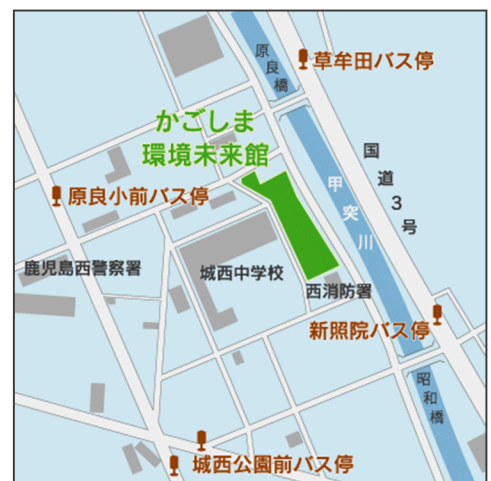 原良橋
草牟田バス停
かごしま
環境未来館
国道3号
甲突川
原良小前バス停
鹿児島西警察署
城西中学校
西消防署
新照院バス停
昭和橋
城西公園前バス停